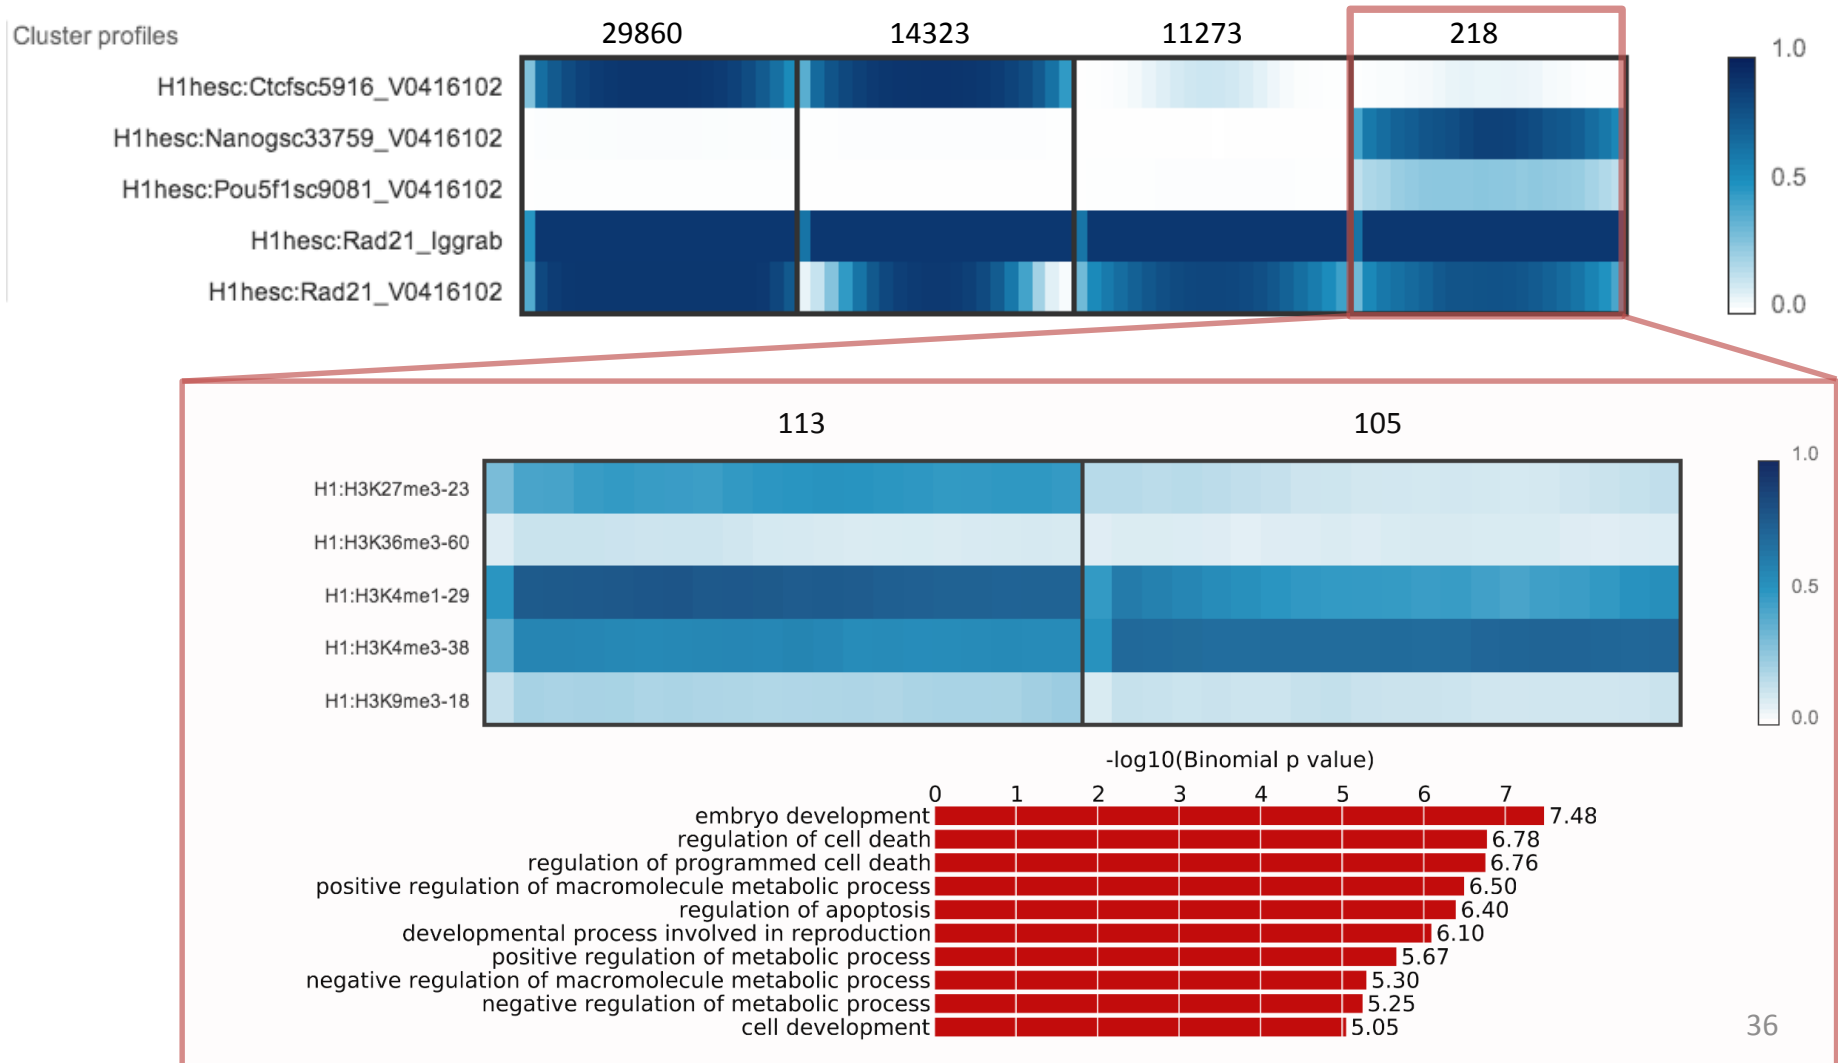 Cluster profiles
29860 14323 11273 218
H1hesc:Ctcfsc5916_V0416102
H1hesc:Nanogsc33759_V0416102
H1hesc:Pou5f1sc9081_V0416102
H1hesc:Rad21_Iggrab
H1hesc:Rad21_V0416102
1.0
0.5
0.0
113 105
H1:H3K27me3-23
H1:H3K36me3-60
H1:H3K4me1-29
H1:H3K4me3-38
H1:H3K9me3-18
1.0
0.5
0.0
-log10(Binomial p value)
0 1 2 3 4 5 6 7
embryo development 7.48
regulation of cell death 6.78
regulation of programmed cell death 6.76
positive regulation of macromolecule metabolic process 6.50
regulation of apoptosis 6.40
developmental process involved in reproduction 6.10
positive regulation of metabolic process 5.67
negative regulation of macromolecule metabolic process 5.30
negative regulation of metabolic process 5.25
cell development 5.05
36